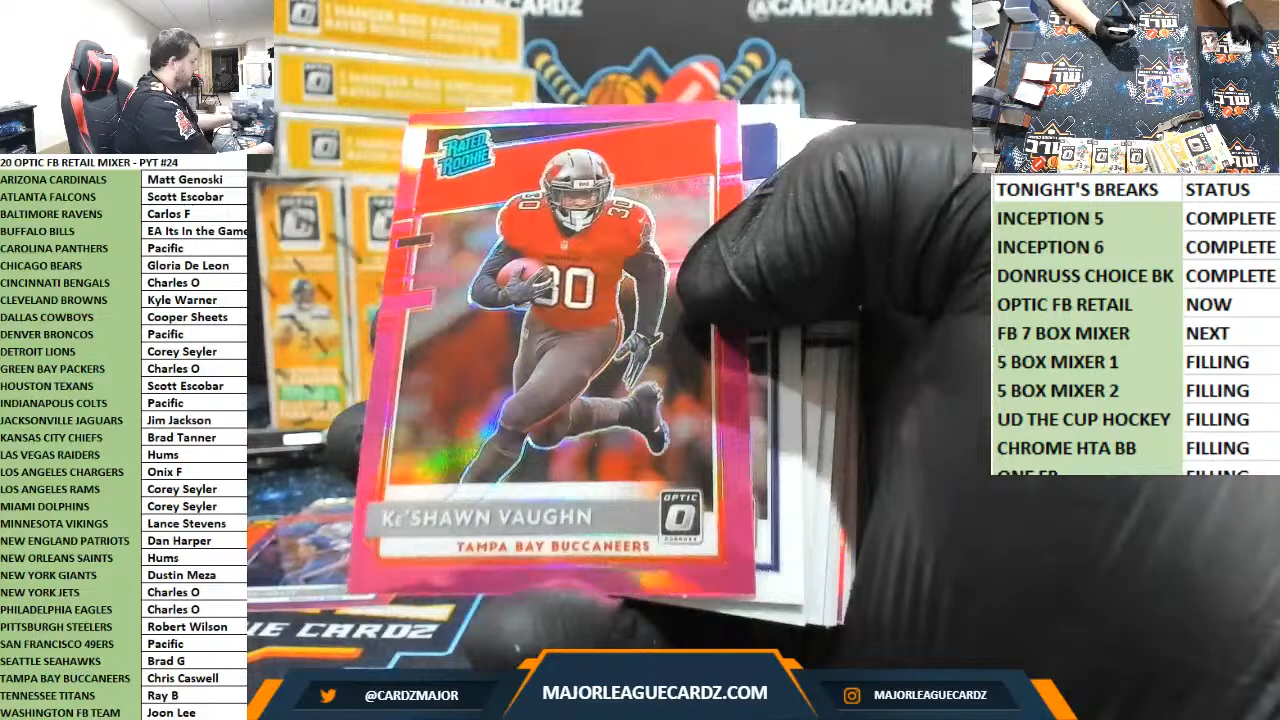 20 OPTIC FB RETAIL MIXER - PYT #24
ARIZONA CARDINALS Matt Genoski
ATLANTA FALCONS Scott Escobar
BALTIMORE RAVENS Carlos F
BUFFALO BILLS EA Its In the Game
CAROLINA PANTHERS Pacific
CHICAGO BEARS Gloria De Leon
CINCINNATI BENGALS Charles O
CLEVELAND BROWNS Kyle Warner
DALLAS COWBOYS Cooper Sheets
DENVER BRONCOS Pacific
DETROIT LIONS Corey Seyler
GREEN BAY PACKERS Charles O
HOUSTON TEXANS Scott Escobar
INDIANAPOLIS COLTS Pacific
JACKSONVILLE JAGUARS Jim Jackson
KANSAS CITY CHIEFS Brad Tanner
LAS VEGAS RAIDERS Hums
LOS ANGELES CHARGERS Onix F
LOS ANGELES RAMS Corey Seyler
MIAMI DOLPHINS Corey Seyler
MINNESOTA VIKINGS Lance Stevens
NEW ENGLAND PATRIOTS Dan Harper
NEW ORLEANS SAINTS Hums
NEW YORK GIANTS Dustin Meza
NEW YORK JETS Charles O
PHILADELPHIA EAGLES Charles O
PITTSBURGH STEELERS Robert Wilson
SAN FRANCISCO 49ERS Pacific
SEATTLE SEAHAWKS Brad G
TAMPA BAY BUCCANEERS Chris Caswell
TENNESSEE TITANS Ray B
WASHINGTON FB TEAM Joon Lee
@CARDZMAJOR
RATED
ROOKIE
30 30
30
Ke'SHAWN VAUGHN
TAMPA BAY BUCCANEERS
OPTIC
DONRUSS
UE CARDZ
TONIGHT'S BREAKS STATUS
INCEPTION 5 COMPLETE
INCEPTION 6 COMPLETE
DONRUSS CHOICE BK COMPLETE
OPTIC FB RETAIL NOW
FB 7 BOX MIXER NEXT
5 BOX MIXER 1 FILLING
5 BOX MIXER 2 FILLING
UD THE CUP HOCKEY FILLING
CHROME HTA BB FILLING
@CARDZMAJOR
MAJORLEAGUECARDZ.COM
MAJORLEAGUECARDZ